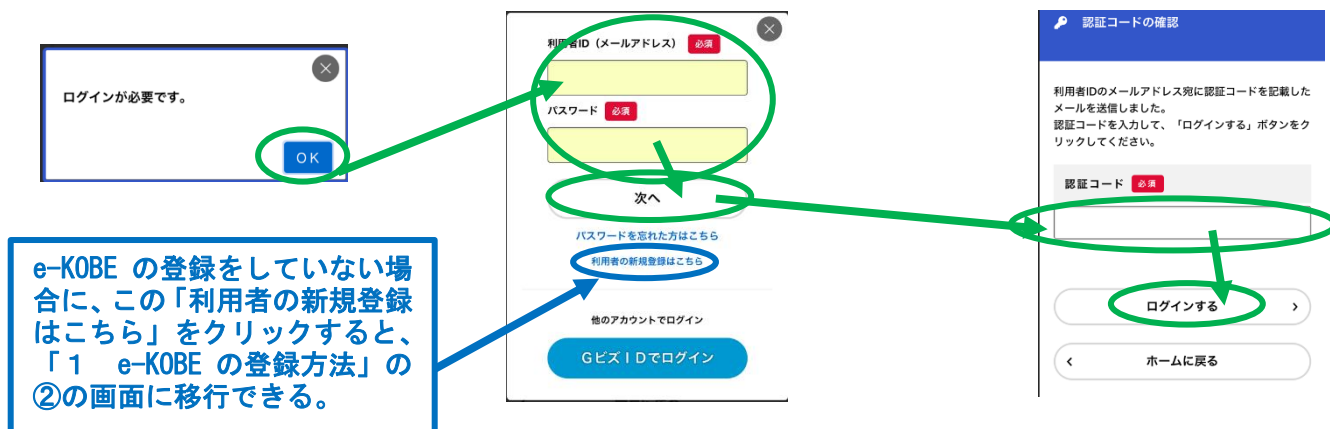 ログインが必要です。
OK
e-KOBE の登録をしていない場
合に、この「利用者の新規登録
はこちら」をクリックすると、
「１　e-KOBE の登録方法」の
②の画面に移行できる。
利用者ID（メールアドレス） 必須
パスワード 必須
次へ
パスワードを忘れた方はこちら
利用者の新規登録はこちら
他のアカウントでログイン
GビズIDでログイン
認証コードの確認
利用者IDのメールアドレス宛に認証コードを記載した
メールを送信しました。
認証コードを入力して、「ログインする」ボタンをク
リックしてください。
認証コード 必須
ログインする
ホームに戻る